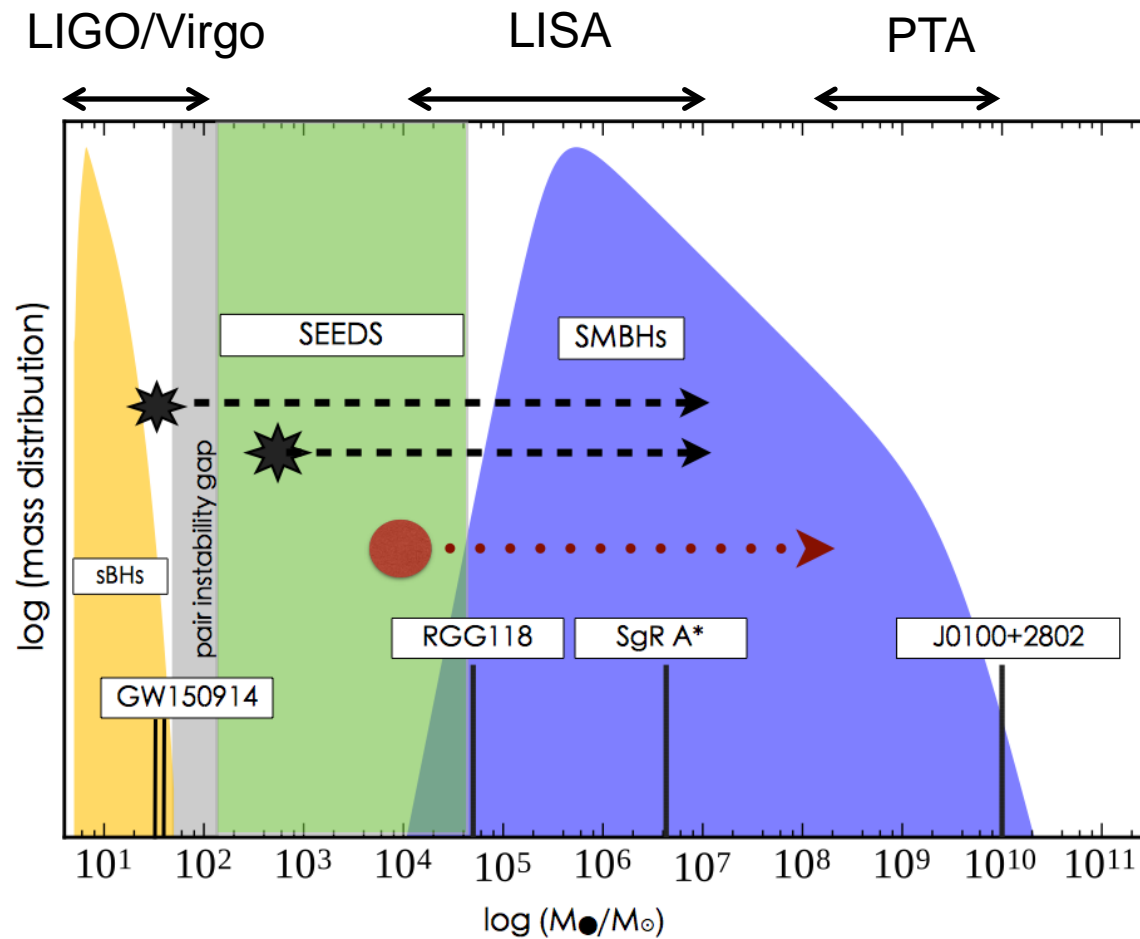 LIGO/Virgo
LISA
PTA
SEEDS
SMBHs
pair instability gap
sBHs
RGG118
SgR A*
J0100+2802
GW150914
log (mass distribution)
10¹ 10² 10³ 10⁴ 10⁵ 10⁶ 10⁷ 10⁸ 10⁹ 10¹⁰ 10¹¹
log (M●/M⊙)